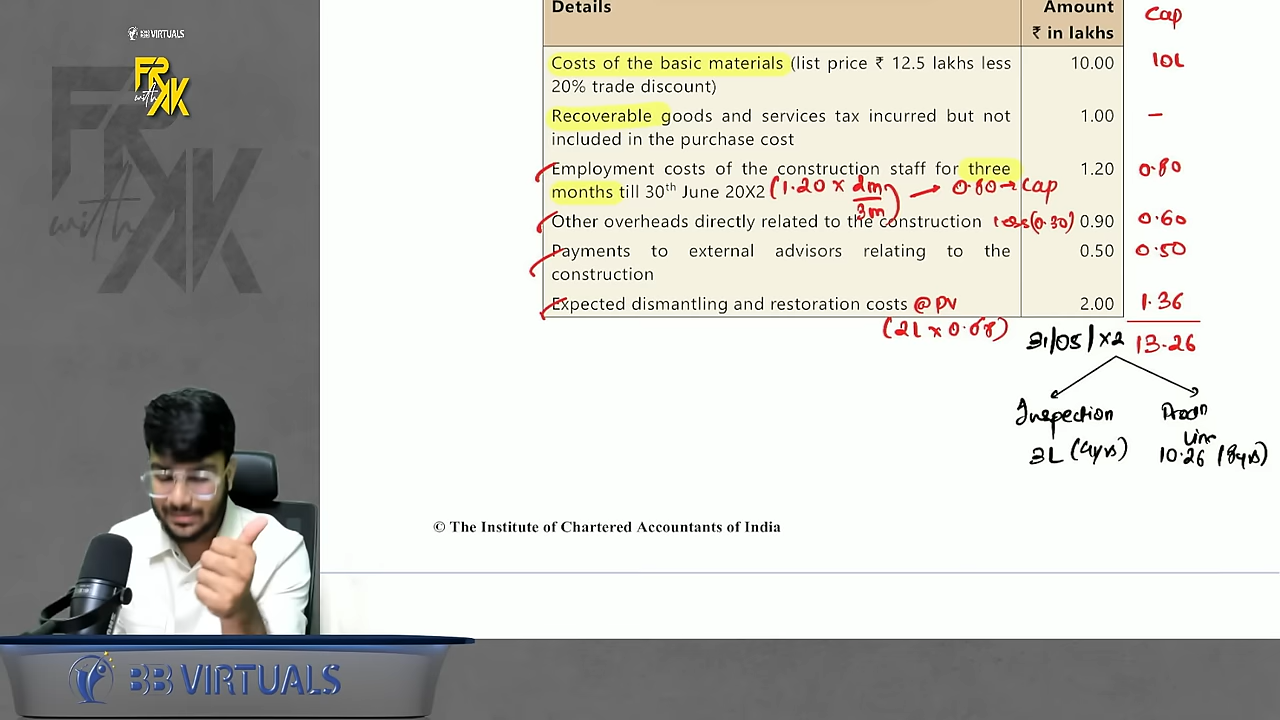 BB VIRTUALS
FR
with
AK
FR
with
AK
Details
Amount
₹ in lakhs
Cap
Costs of the basic materials (list price ₹ 12.5 lakhs less
20% trade discount)
10.00
10L
Recoverable goods and services tax incurred but not
included in the purchase cost
1.00
–
Employment costs of the construction staff for three
months till 30th June 20X2
(1.20 × 2m/3m) → 0.80 → Cap
1.20
0.80
Other overheads directly related to the construction
less (0.30)
0.90
0.60
Payments to external advisors relating to the
construction
0.50
0.50
Expected dismantling and restoration costs @ PV
(2L × 0.68)
2.00
1.36
31/05/X2
13.26
Inspection
3L (4yrs)
Prodn
Line
10.26 (8yrs)
© The Institute of Chartered Accountants of India
BB VIRTUALS